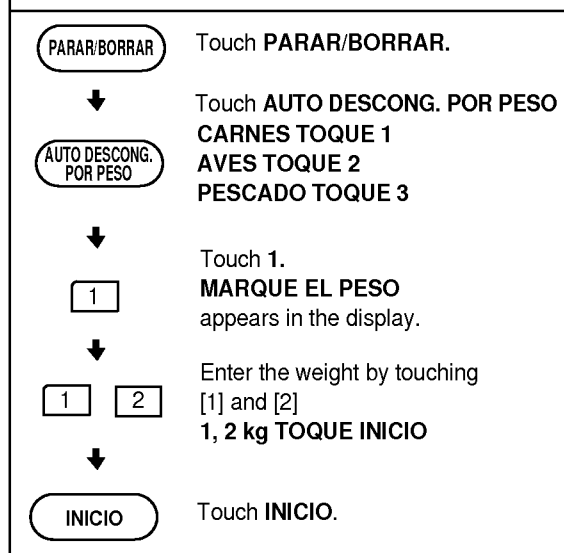 PARAR/BORRAR
Touch PARAR/BORRAR.
AUTO DESCONG.
POR PESO
Touch AUTO DESCONG. POR PESO
CARNES TOQUE 1
AVES TOQUE 2
PESCADO TOQUE 3
1
Touch 1.
MARQUE EL PESO
appears in the display.
1 2
Enter the weight by touching
[1] and [2]
1, 2 kg TOQUE INICIO
INICIO
Touch INICIO.